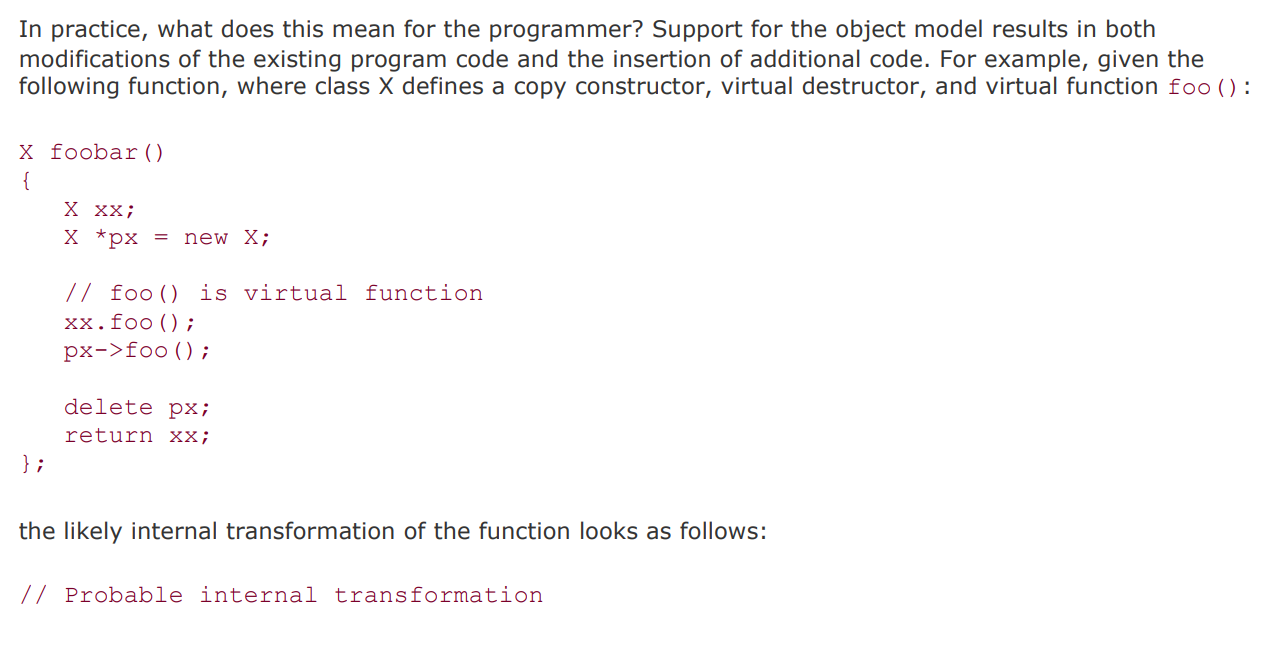 In practice, what does this mean for the programmer? Support for the object model results in both
modifications of the existing program code and the insertion of additional code. For example, given the
following function, where class X defines a copy constructor, virtual destructor, and virtual function foo():
X foobar()
{
X xx;
X *px = new X;
// foo() is virtual function
xx.foo();
px->foo();
delete px;
return xx;
};
the likely internal transformation of the function looks as follows:
// Probable internal transformation